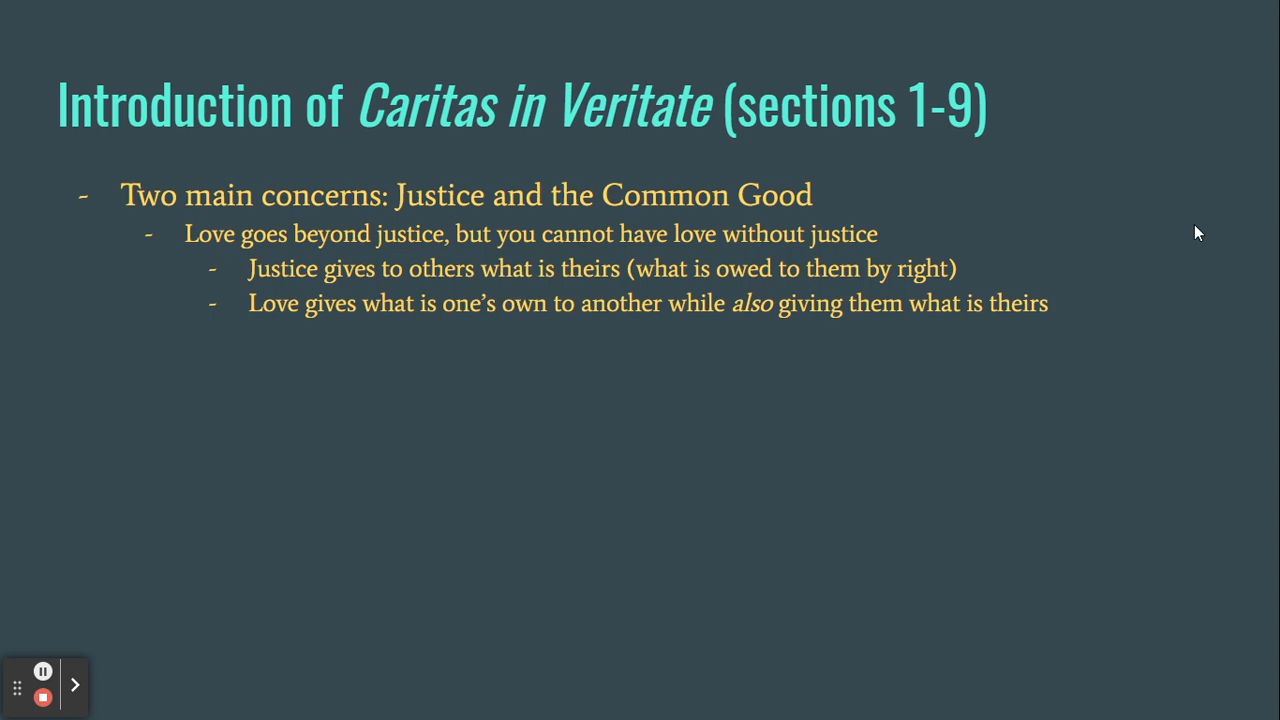 Introduction of Caritas in Veritate (sections 1-9)
- Two main concerns: Justice and the Common Good
- Love goes beyond justice, but you cannot have love without justice
- Justice gives to others what is theirs (what is owed to them by right)
- Love gives what is one’s own to another while also giving them what is theirs